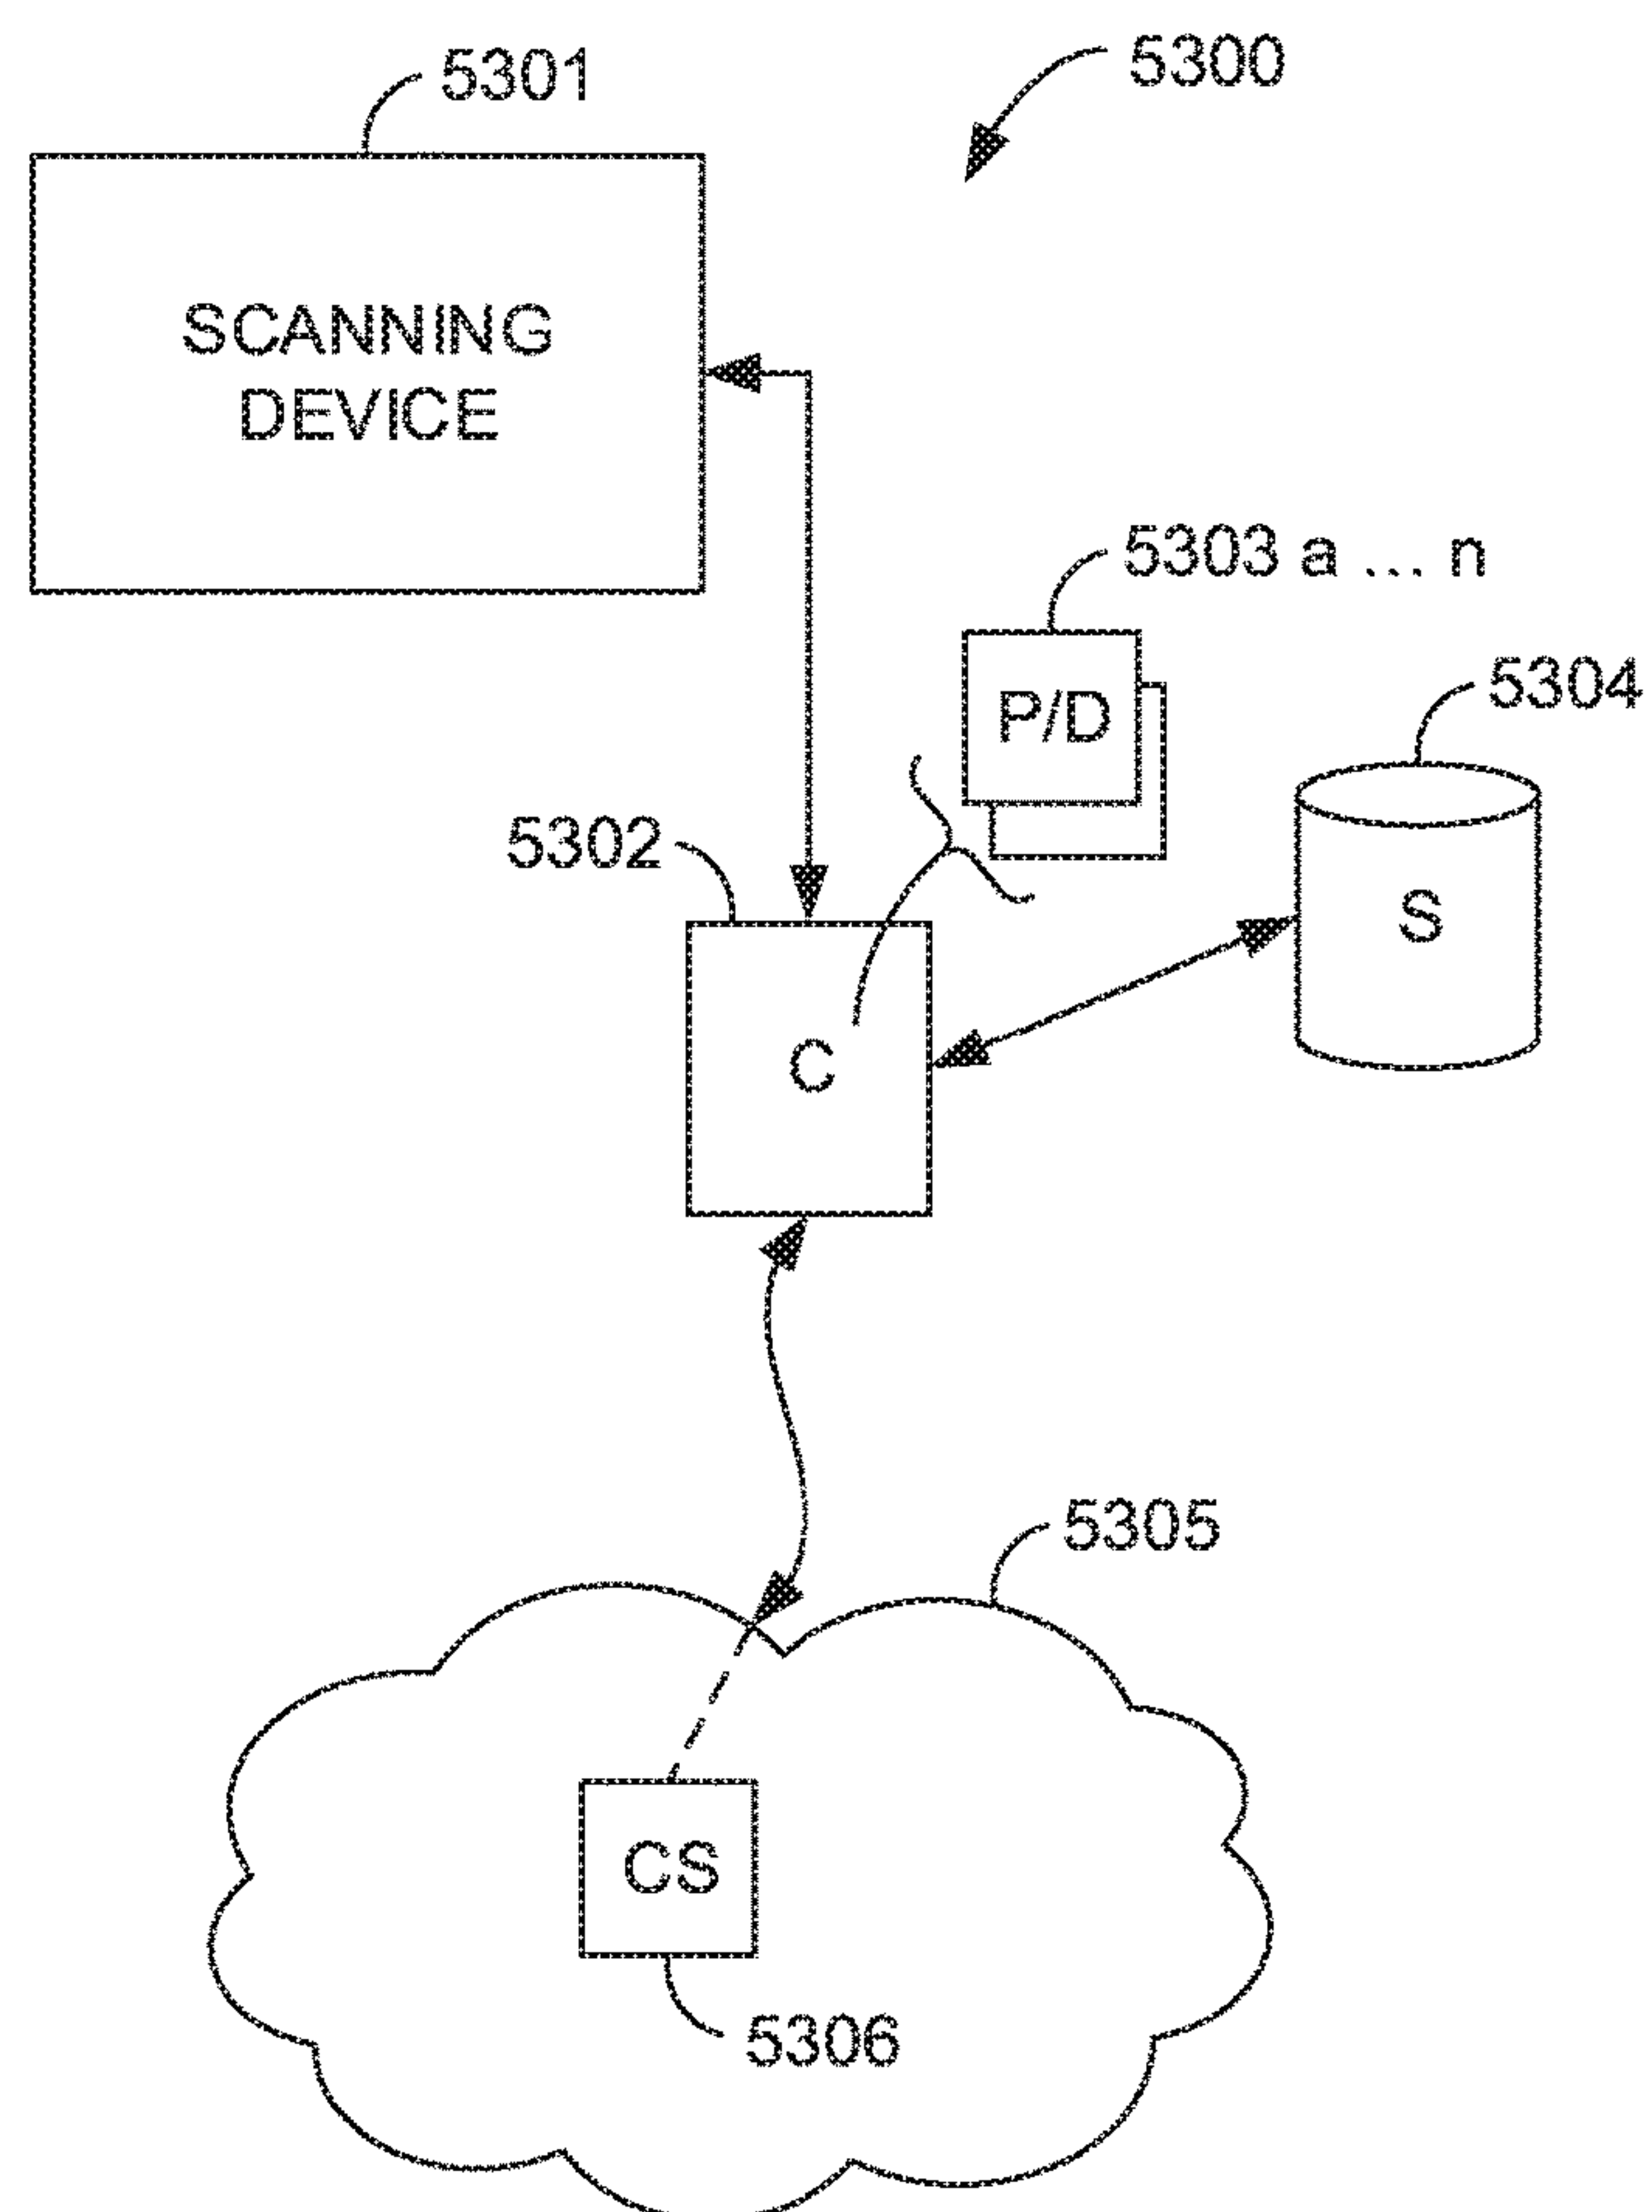 5301
5300
SCANNING
DEVICE
5303 a ... n
P/D
5304
5302
S
C
5305
CS
5306